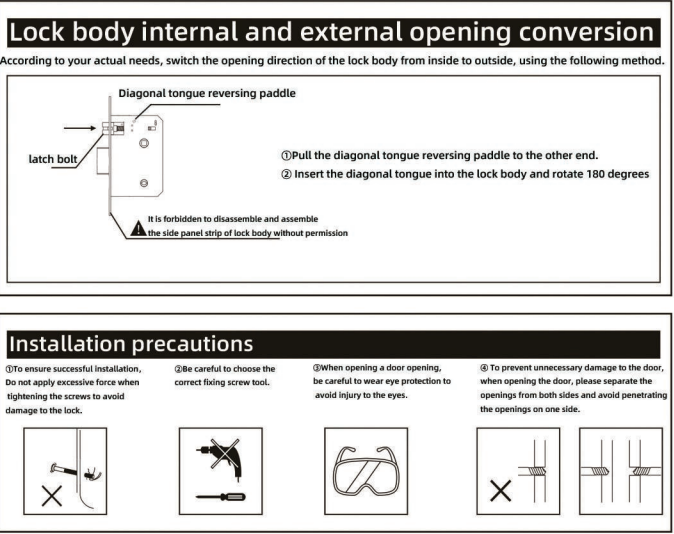 Lock body internal and external opening conversion
According to your actual needs, switch the opening direction of the lock body from inside to outside, using the following method.
Diagonal tongue reversing paddle
latch bolt
①Pull the diagonal tongue reversing paddle to the other end.
② Insert the diagonal tongue into the lock body and rotate 180 degrees
It is forbidden to disassemble and assemble
the side panel strip of lock body without permission
Installation precautions
①To ensure successful installation,
Do not apply excessive force when
tightening the screws to avoid
damage to the lock.
②Be careful to choose the
correct fixing screw tool.
③When opening a door opening,
be careful to wear eye protection to
avoid injury to the eyes.
④ To prevent unnecessary damage to the door,
when opening the door, please separate the
openings from both sides and avoid penetrating
the openings on one side.